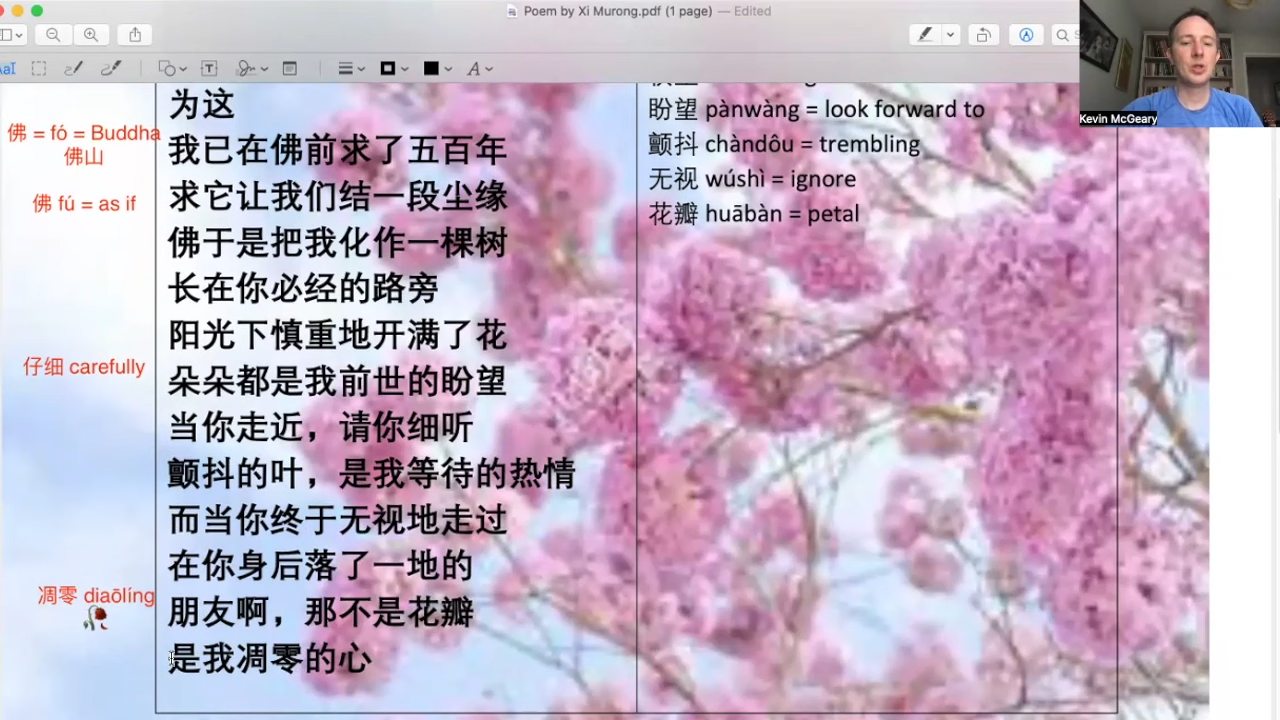 Poem by Xi Murong.pdf (1 page) — Edited
Kevin McGeary
佛 = fó = Buddha
佛山
佛 fú = as if
仔细 carefully
凋零 diaōlíng
为这
我已在佛前求了五百年
求它让我们结一段尘缘
佛于是把我化作一棵树
长在你必经的路旁
阳光下慎重地开满了花
朵朵都是我前世的盼望
当你走近，请你细听
颤抖的叶，是我等待的热情
而当你终于无视地走过
在你身后落了一地的
朋友啊，那不是花瓣
是我凋零的心
盼望 pànwàng = look forward to
颤抖 chàndôu = trembling
无视 wúshì = ignore
花瓣 huābàn = petal